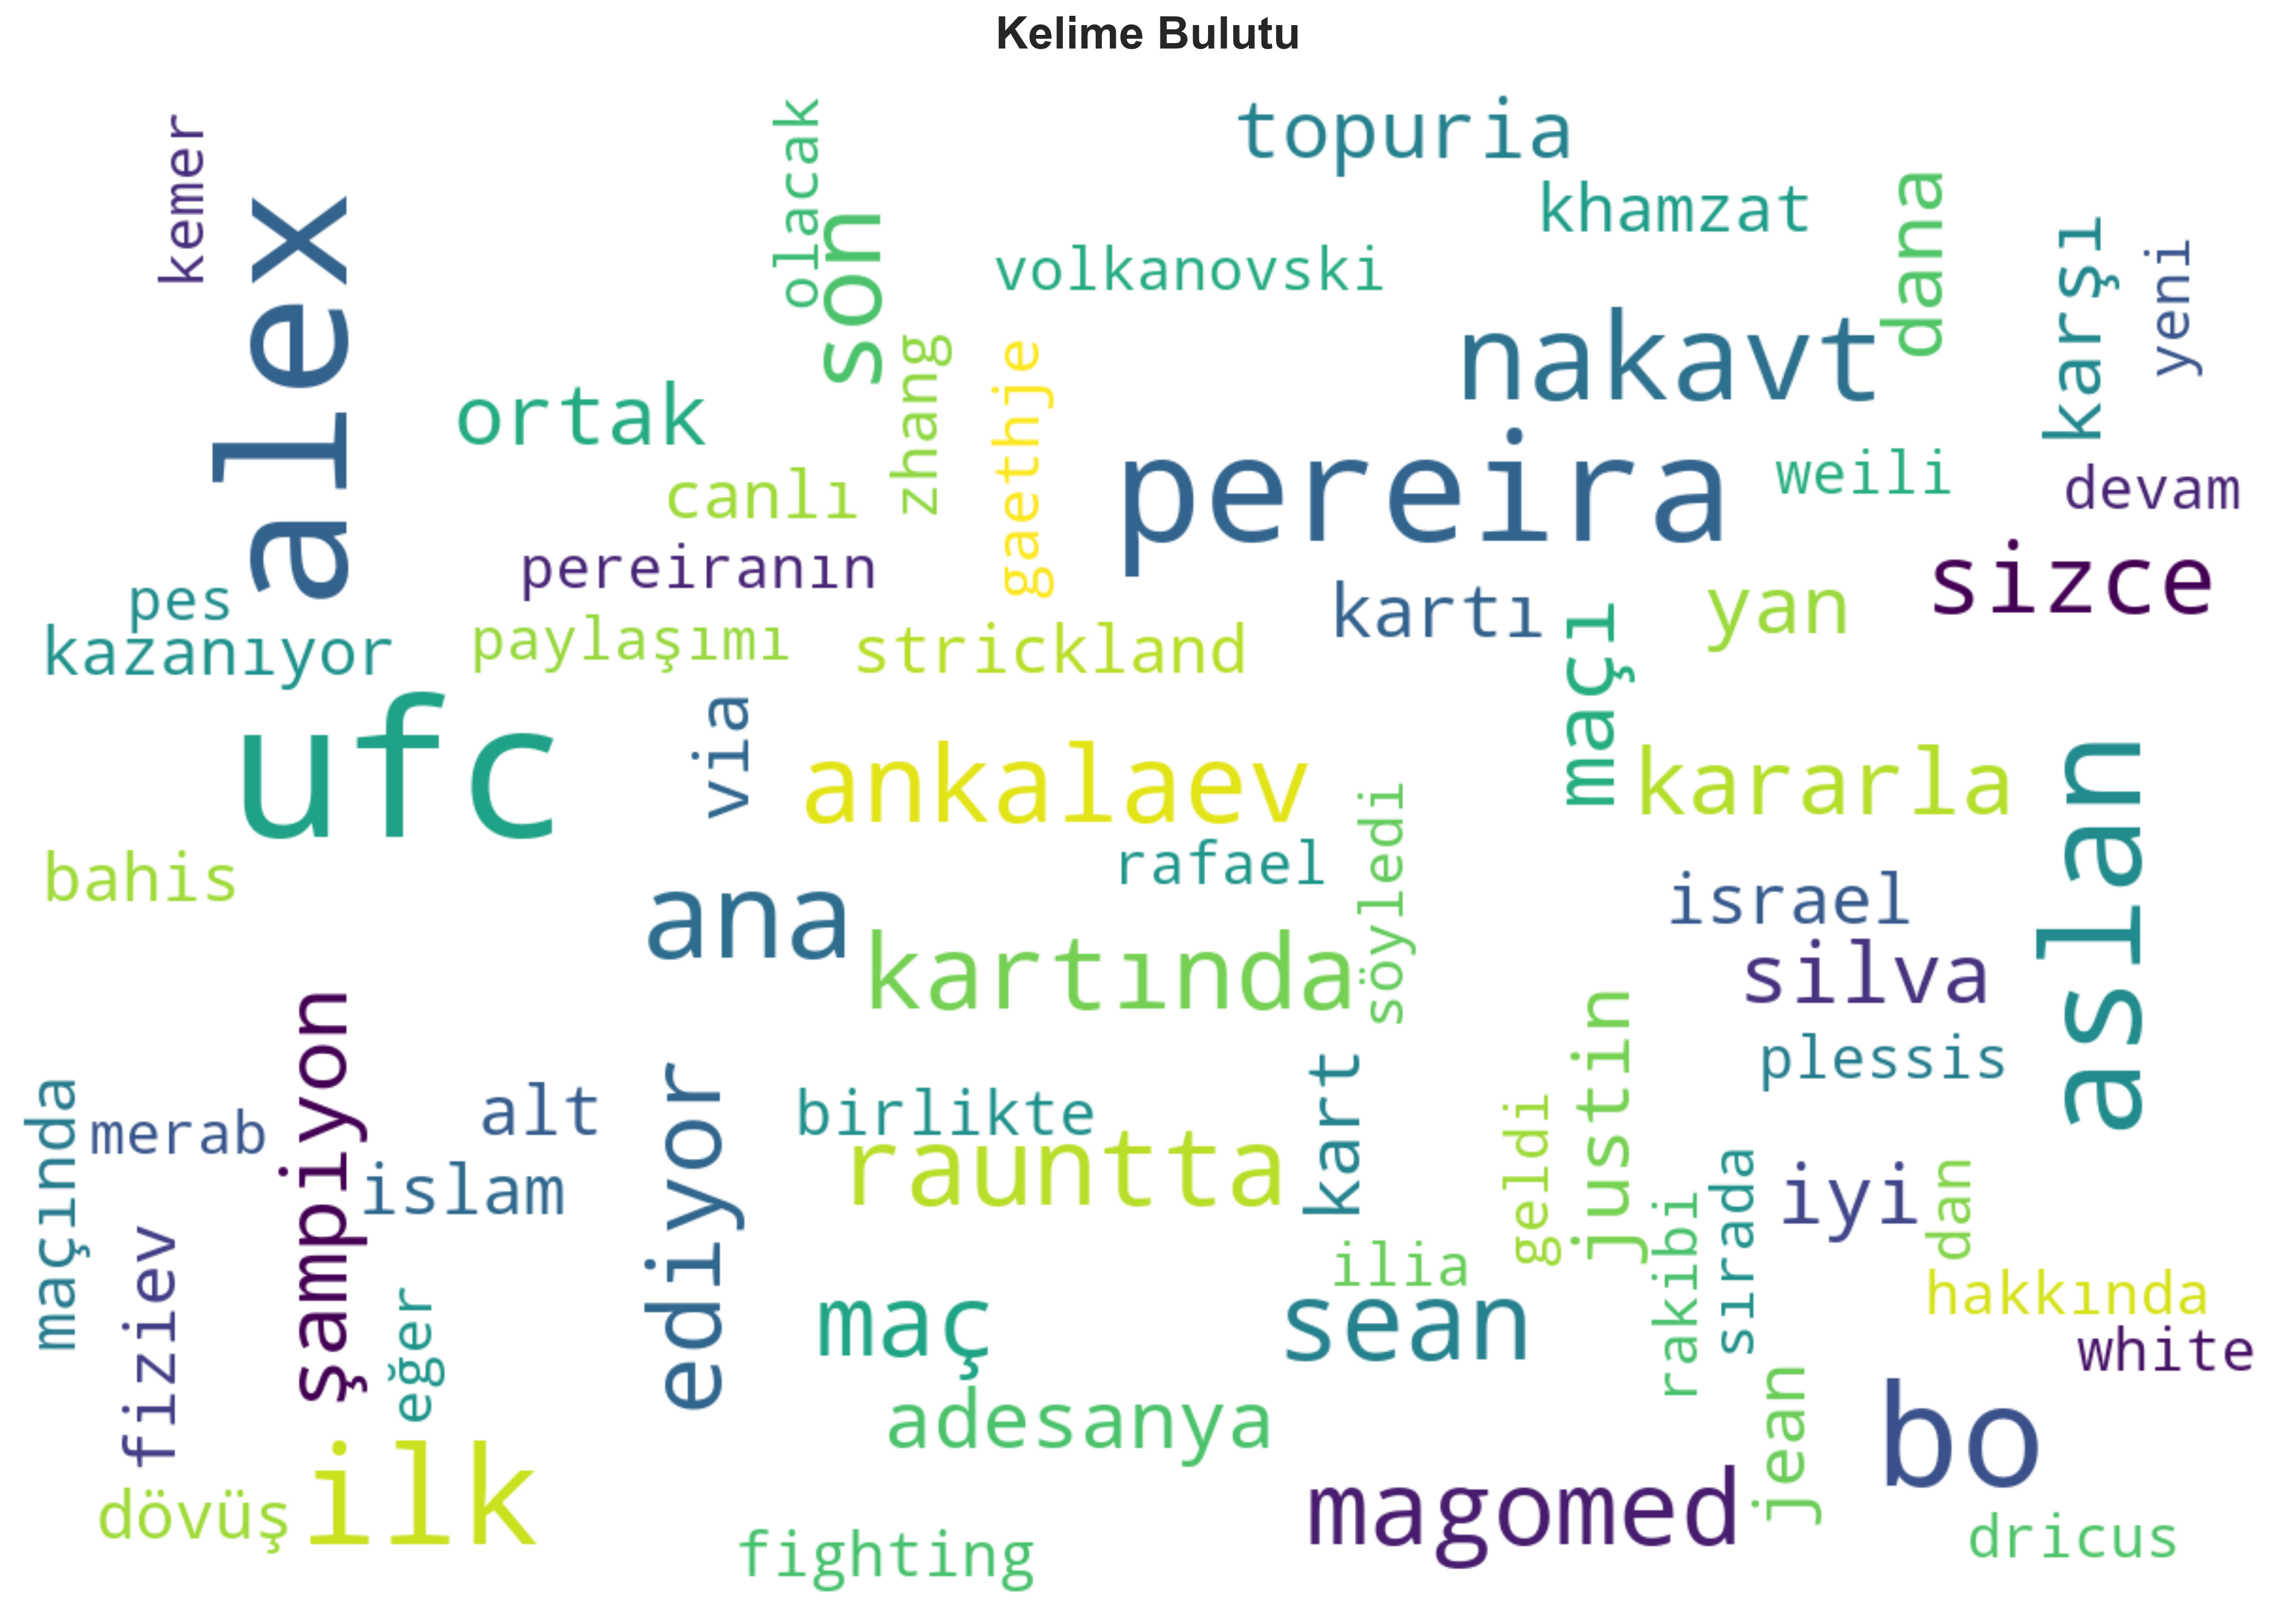 Kelime Bulutu
kemer
alex
olacak
son
topuria
khamzat
dana
karşı
yeni
volkanovski
nakavt
ortak
zhang
gaethje
canlı
pereira
weili
devam
pereiranın
sizce
pes
kartı
yan
kazanıyor
paylaşımı
strickland
maçı
ufc
via
ankalaev
kararla
aslan
bahis
rafael
söyledi
ana
israel
kartında
silva
şampiyon
plessis
maçında
merab
alt
ediyor
birlikte
kart
justin
geldi
islam
rauntta
rakibi
sırada
iyi
dan
fiziev
eğer
ilia
hakkında
maç
sean
white
adesanya
jean
bo
ilk
dövüş
magomed
fighting
dricus